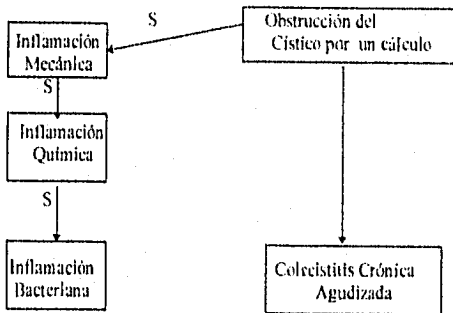 S
Obstrucción del
Cístico por un cálculo
Inflamación
Mecánica
S
Inflamación
Química
S
Inflamación
Bacteriana
Colecistitis Crónica
Agudizada